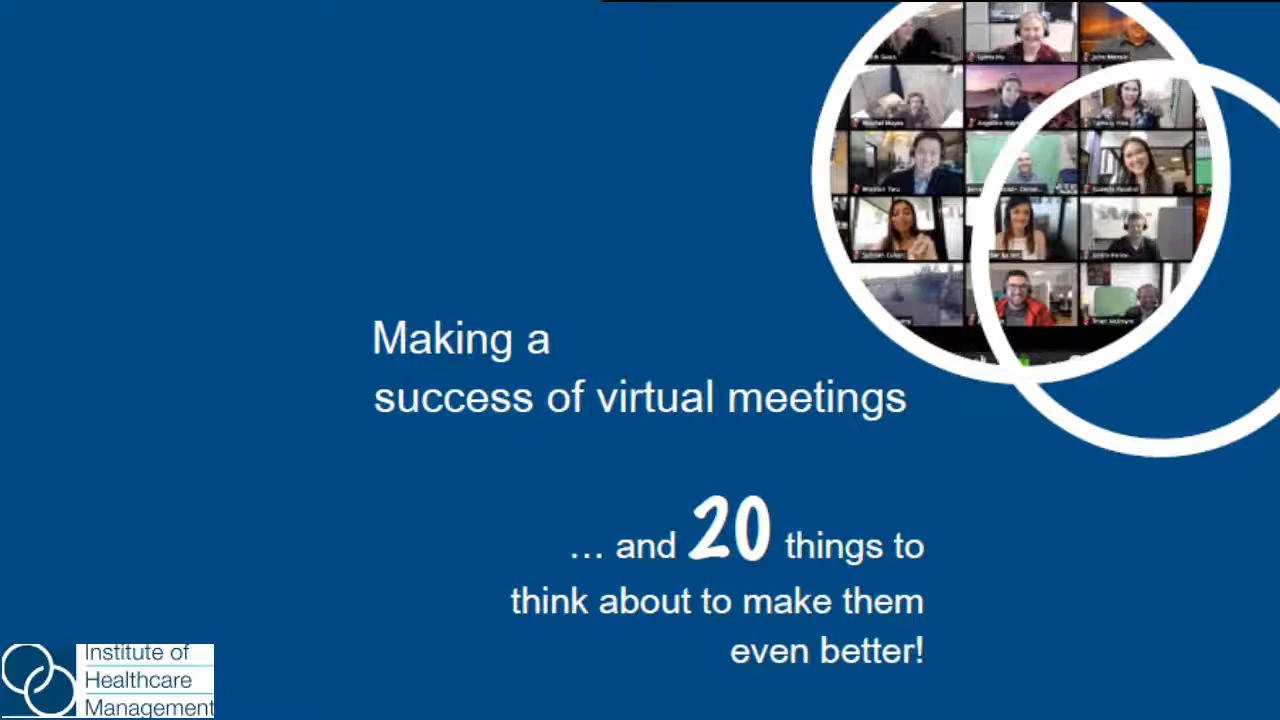 Making a
success of virtual meetings
… and 20 things to
think about to make them
even better!
Institute of
Healthcare
Management